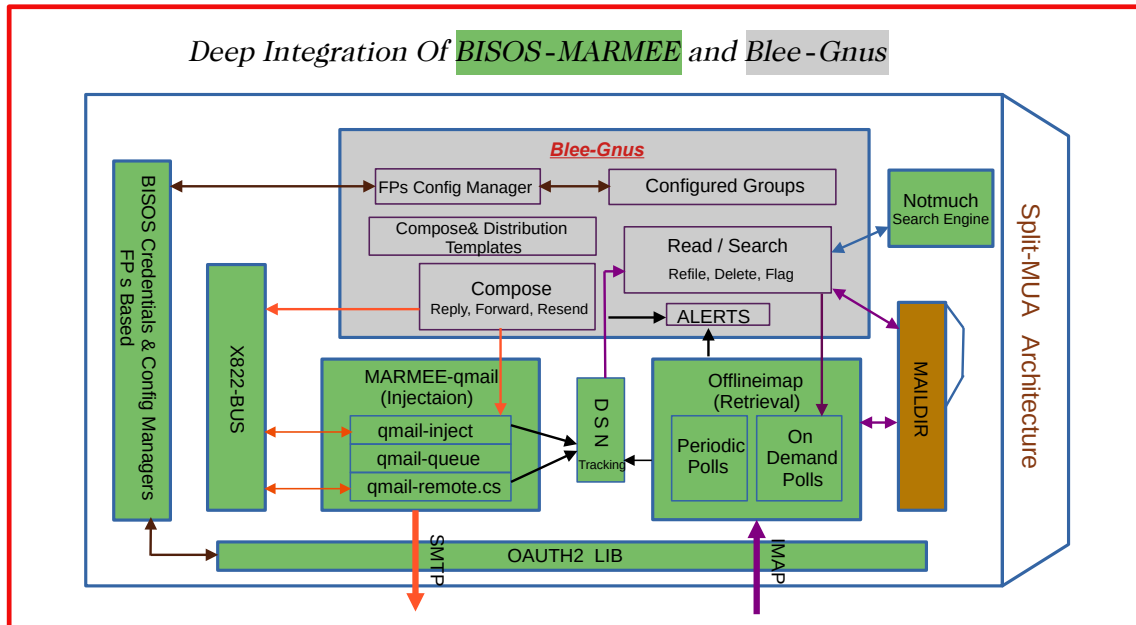 Deep Integration Of BISOS-MARMEE and Blee-Gnus
Blee-Gnus
FPs Config Manager
Configured Groups
Compose& Distribution
Templates
Read / Search
Refile, Delete, Flag
Compose
Reply, Forward, Resend
ALERTS
Notmuch
Search Engine
BISOS Credentials & Config Managers
FP s Based
X822-BUS
MARMEE-qmail
(Injectaion)
qmail-inject
qmail-queue
qmail-remote.cs
DSN
Tracking
Offlineimap
(Retrieval)
Periodic
Polls
On
Demand
Polls
MAILDIR
Split-MUA Architecture
OAUTH2 LIB
SMTP
IMAP